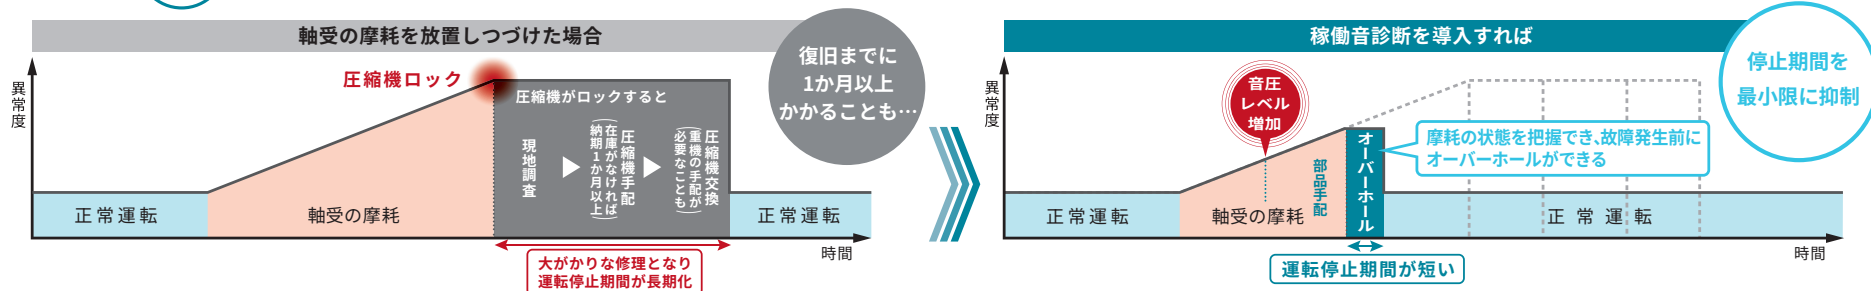 軸受の摩耗を放置しつづけた場合
異常度
圧縮機ロック
圧縮機がロックすると
現地調査
圧縮機手配
(在庫がなければ
納期1か月以上)
圧縮機交換
(重機の手配が
必要なことも)
正常運転
軸受の摩耗
正常運転
時間
大がかりな修理となり
運転停止期間が長期化
復旧までに
1か月以上
かかることも…
稼働音診断を導入すれば
異常度
音圧
レベル
増加
停止期間を
最小限に抑制
摩耗の状態を把握でき、故障発生前に
オーバーホールができる
正常運転
軸受の摩耗
部品手配
オーバーホール
正常運転
時間
運転停止期間が短い